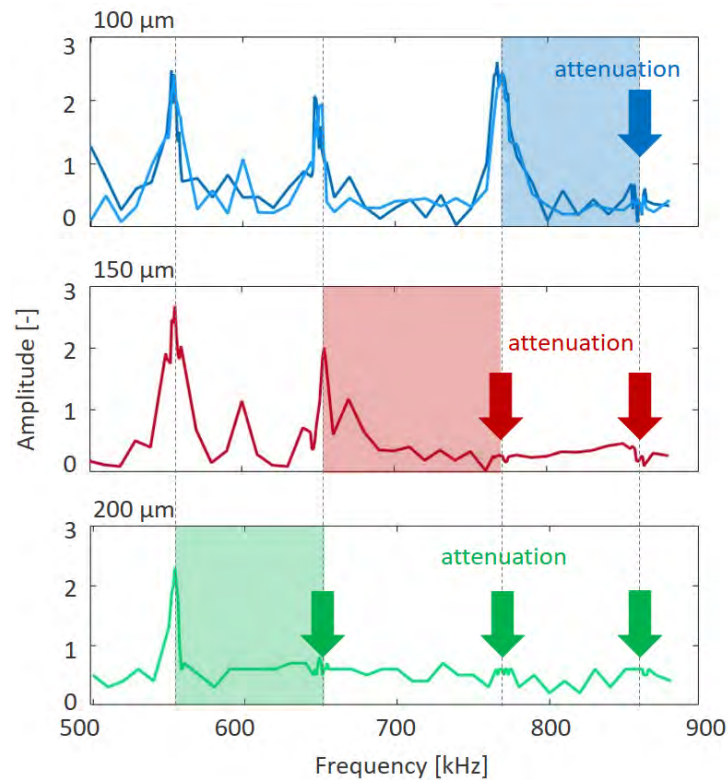 100 μm
3
2
1
0
attenuation
150 μm
3
2
1
0
attenuation
Amplitude [-]
200 μm
3
2
1
0
attenuation
500 600 700 800 900
Frequency [kHz]